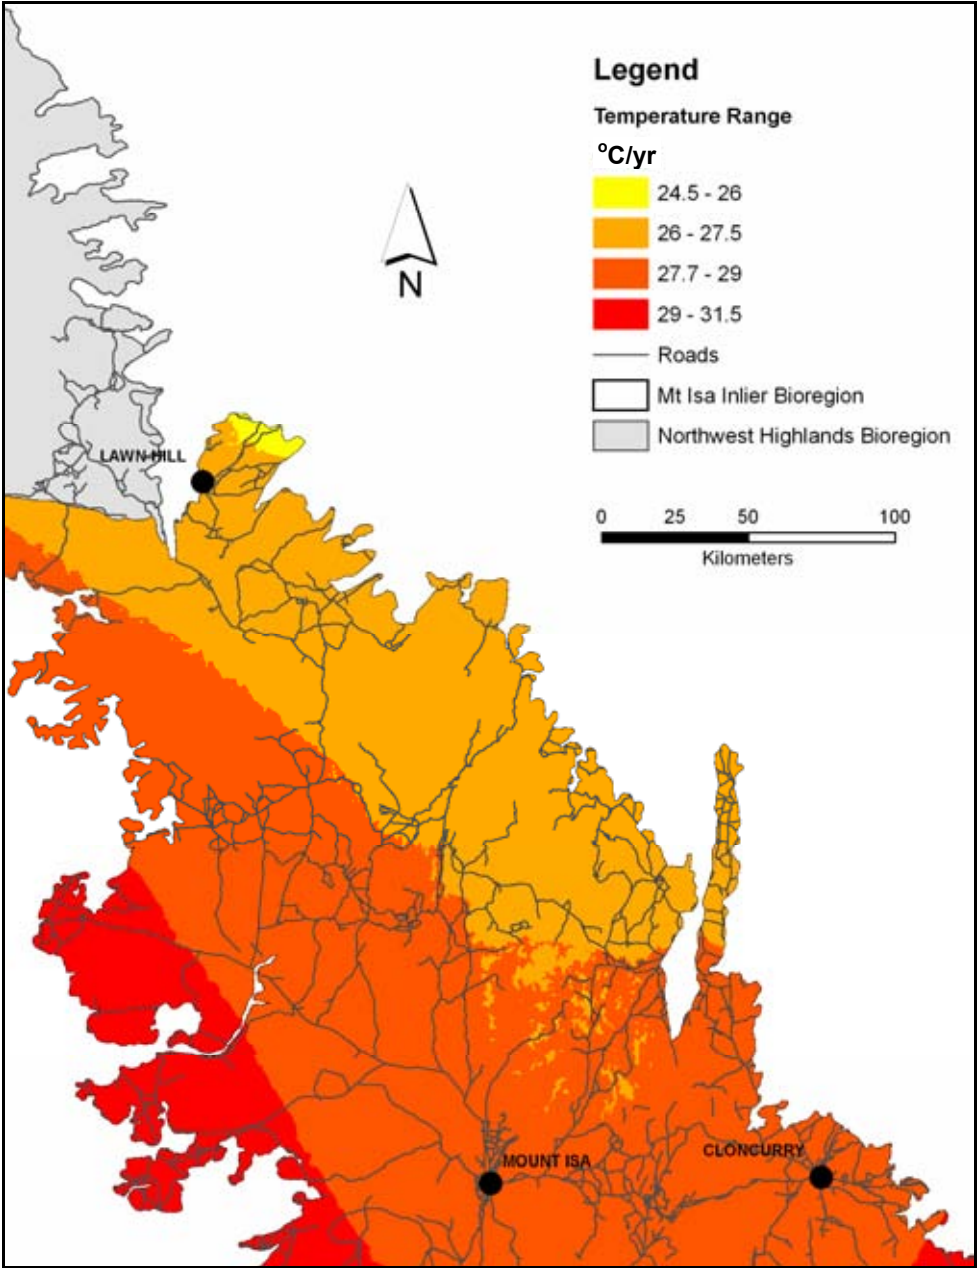 Legend
Temperature Range
°C/yr
24.5 - 26
26 - 27.5
27.7 - 29
29 - 31.5
Roads
Mt Isa Inlier Bioregion
Northwest Highlands Bioregion
0 25 50 100
Kilometers
N
LAWN HILL
MOUNT ISA
CLONCURRY